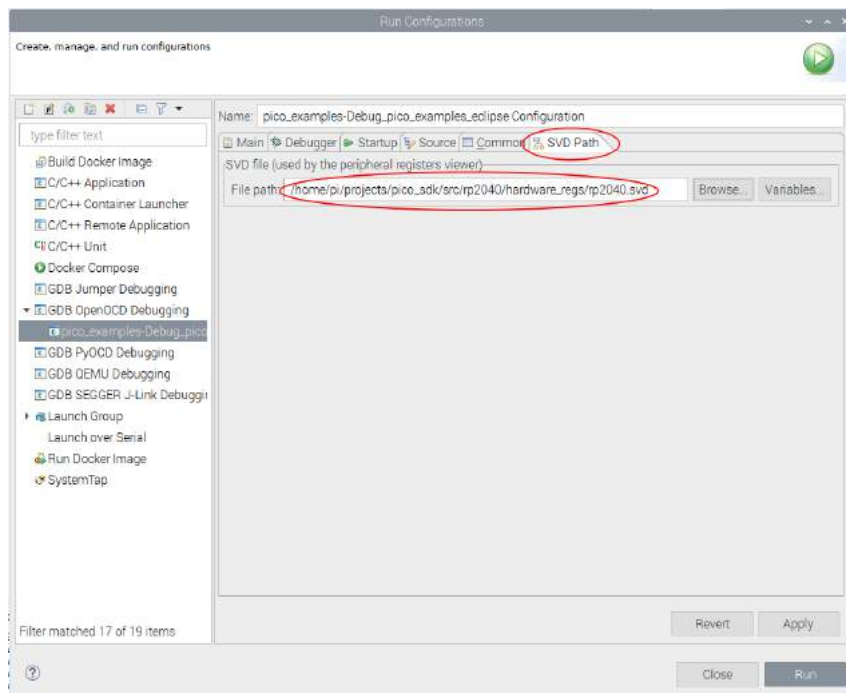 Run Configurations
Create, manage, and run configurations
Name: pico_examples-Debug_pico_examples_eclipse Configuration
type filter text
Main Debugger Startup Source Common SVD Path
SVD file (used by the peripheral registers viewer)
File path: /home/pi/projects/pico_sdk/src/rp2040/hardware_regs/rp2040.svd Browse... Variables...
Build Docker Image
C/C++ Application
C/C++ Container Launcher
C/C++ Remote Application
C/C++ Unit
Docker Compose
GDB Jumper Debugging
GDB OpenOCD Debugging
pico_examples-Debug_pico
GDB PyOCD Debugging
GDB QEMU Debugging
GDB SEGGER J-Link Debuggin
Launch Group
Launch over Serial
Run Docker Image
SystemTap
Filter matched 17 of 19 items
Revert Apply
Close Run